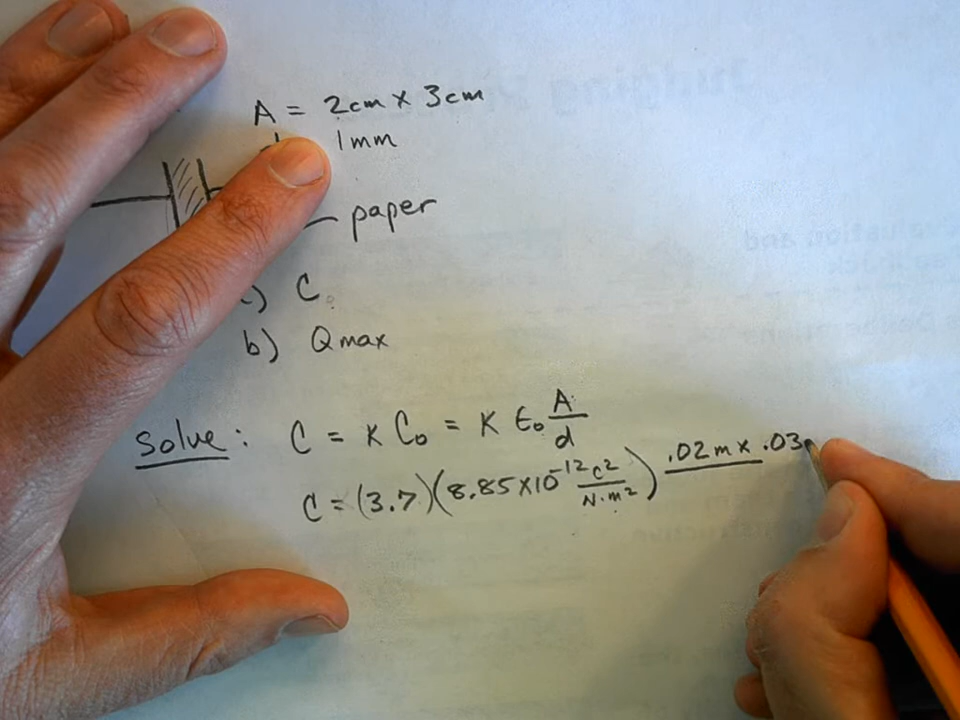 A = 2cm x 3cm
1mm
paper
) C
b) Qmax
Solve: C = K C₀ = K ε₀ A/d
C = (3.7)(8.85x10⁻¹² C²/N·m²) .02m x .03